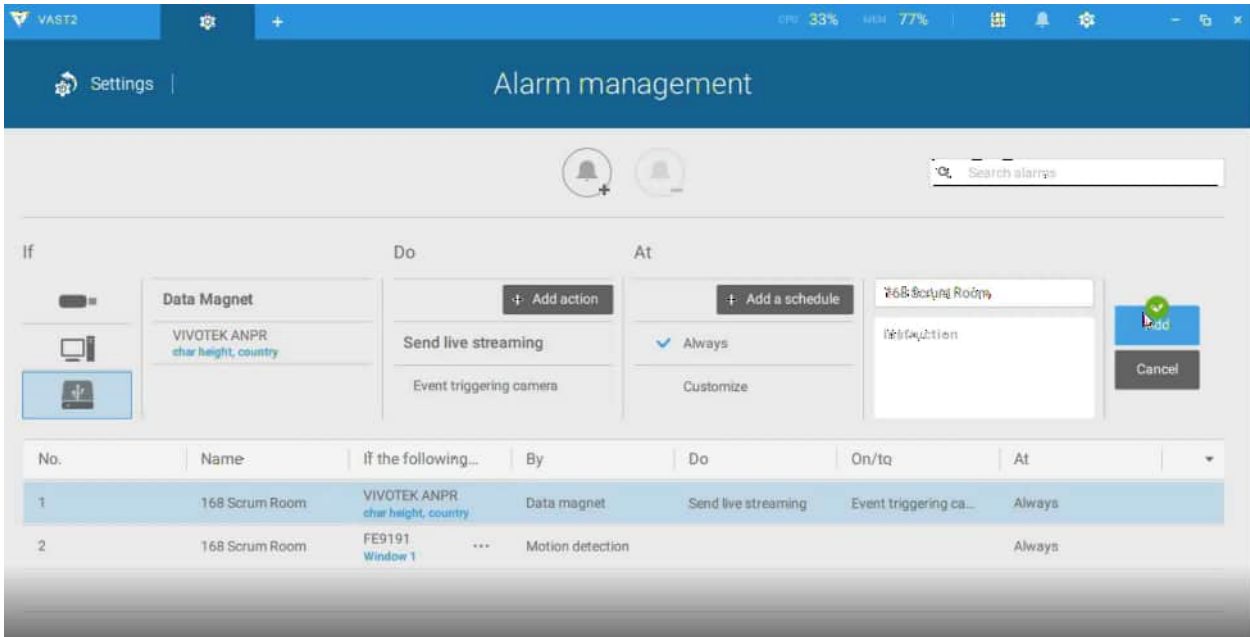 VAST2
CPU 33% MEM 77%
Settings
Alarm management
Search alarms
If
Do
At
Data Magnet
VIVOTEK ANPR
char height, country
Add action
Send live streaming
Event triggering camera
Add a schedule
Always
Customize
168 Scrum Room
Add
Cancel
No. Name If the following... By Do On/to At
1 168 Scrum Room VIVOTEK ANPR Data magnet Send live streaming Event triggering ca... Always
char height, country
2 168 Scrum Room FE9191 ... Motion detection Always
Window 1